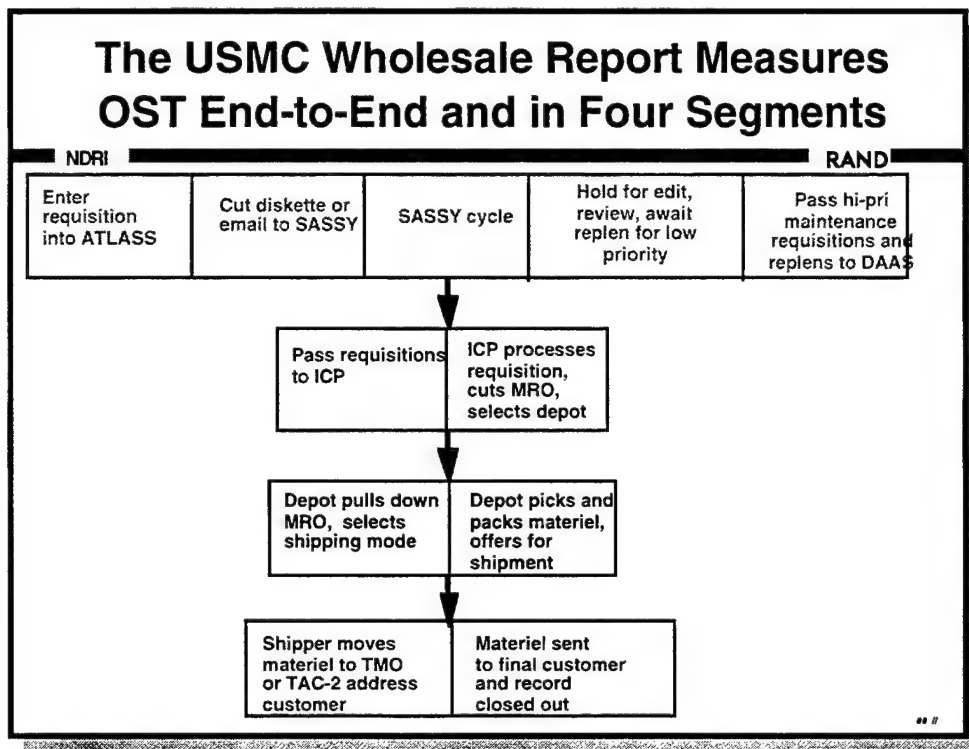 The USMC Wholesale Report Measures
OST End-to-End and in Four Segments
NDRI
RAND
Enter
requisition
into ATLASS
Cut diskette or
email to SASSY
SASSY cycle
Hold for edit,
review, await
replen for low
priority
Pass hi-pri
maintenance
requisitions and
replens to DAAS
Pass requisitions
to ICP
ICP processes
requisition,
cuts MRO,
selects depot
Depot pulls down
MRO, selects
shipping mode
Depot picks and
packs materiel,
offers for
shipment
Shipper moves
materiel to TMO
or TAC-2 address
customer
Materiel sent
to final customer
and record
closed out